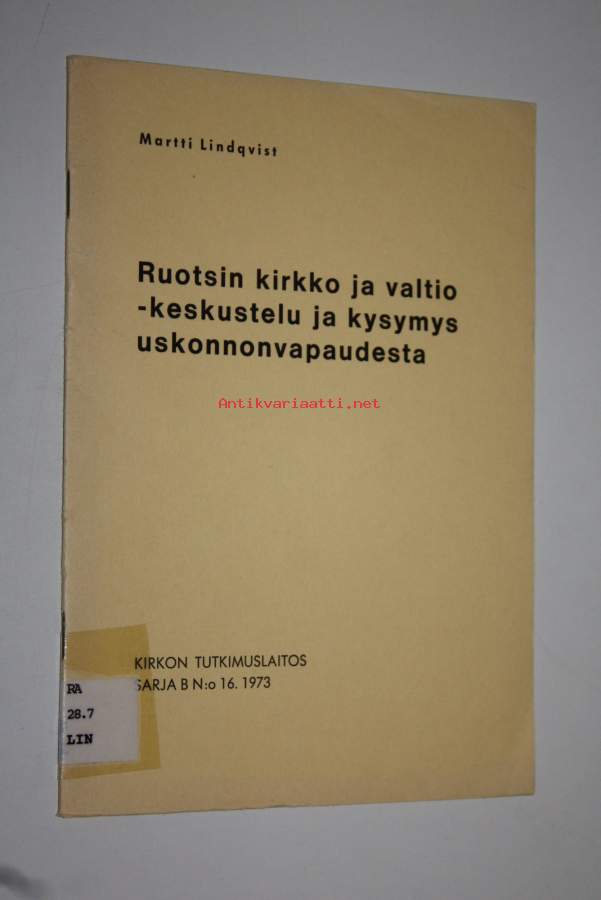 Martti Lindqvist
Ruotsin kirkko ja valtio
-keskustelu ja kysymys
uskonnonvapaudesta
Antikvariaatti.net
KIRKON TUTKIMUSLAITOS
SARJA B N:o 16. 1973
RA
28.7
LIN